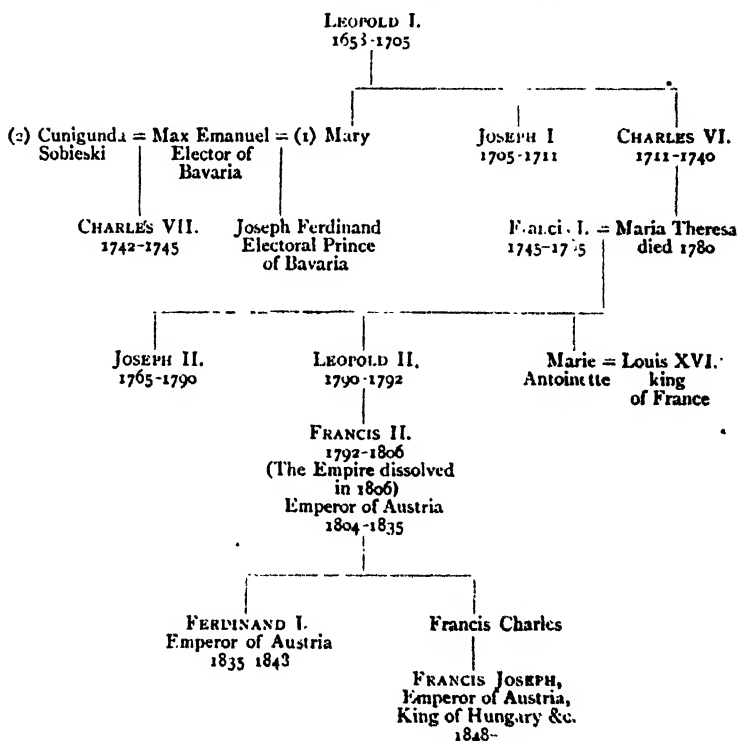 LEOPOLD I.
1653-1705
(2) Cunigunda = Max Emanuel = (1) Mary
Sobieski
Elector of
Bavaria
JOSEPH I
1705-1711
CHARLES VI.
1711-1740
CHARLES VII.
1742-1745
Joseph Ferdinand
Electoral Prince
of Bavaria
Francis I. = Maria Theresa
1745-1765
died 1780
JOSEPH II.
1765-1790
LEOPOLD II.
1790-1792
Marie = Louis XVI.
Antoinette
king
of France
FRANCIS II.
1792-1806
(The Empire dissolved
in 1806)
Emperor of Austria
1804-1835
FERDINAND I.
Emperor of Austria
1835 1848
Francis Charles
FRANCIS JOSEPH,
Emperor of Austria,
King of Hungary &c.
1848-